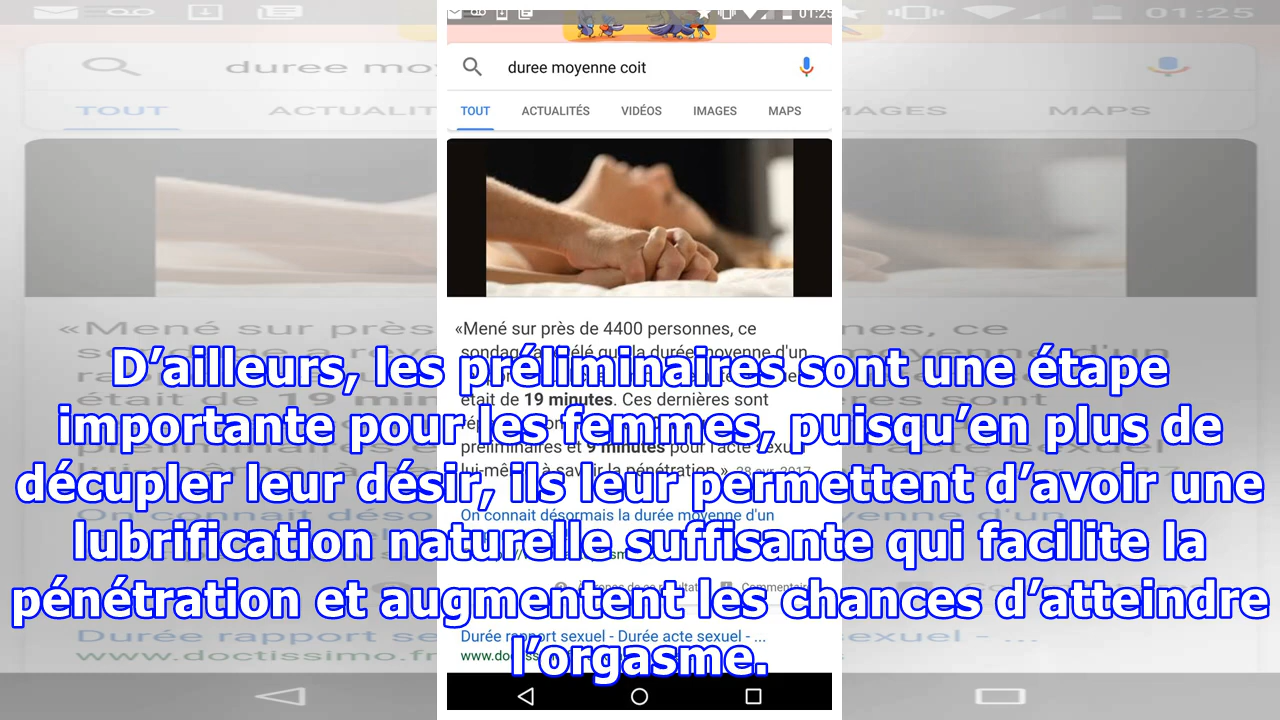 01:25
duree moyenne coit
TOUT ACTUALITÉS VIDÉOS IMAGES MAPS
«Mené sur près de 4400 personnes, ce
D’ailleurs, les préliminaires sont une étape
était de 19 minutes. Ces dernières sont
importante pour les femmes, puisqu’en plus de
préliminaires et 9 minutes pour
décupler leur désir, ils leur permettent d’avoir une
On connait désormais la durée moyenne d'un
lubrification naturelle suffisante qui facilite la
pénétration et augmentent les chances d’atteindre
Durée rapport sexuel - Durée acte sexuel - ...
l’orgasme.